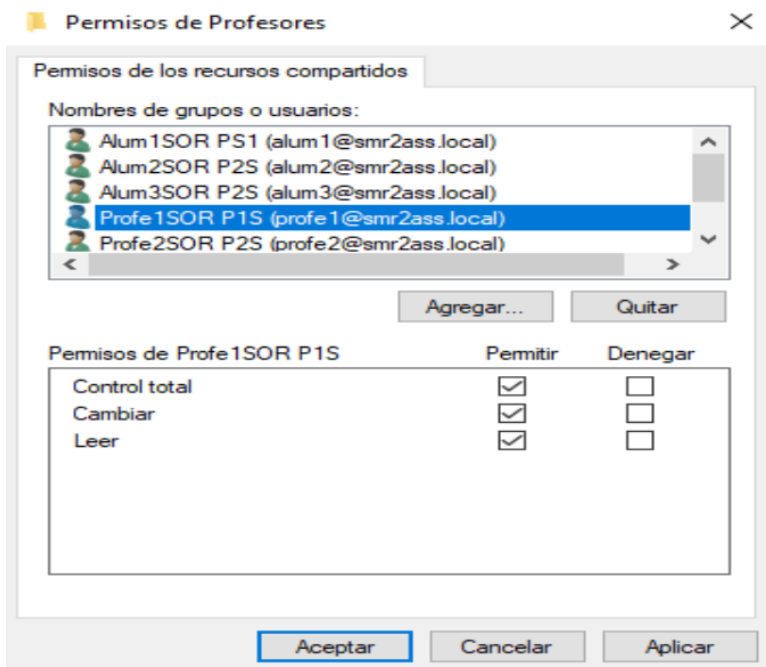 Permisos de Profesores
Permisos de los recursos compartidos
Nombres de grupos o usuarios:
Alum1SOR PS1 (alum1@smr2ass.local)
Alum2SOR P2S (alum2@smr2ass.local)
Alum3SOR P2S (alum3@smr2ass.local)
Profe1SOR P1S (profe1@smr2ass.local)
Profe2SOR P2S (profe2@smr2ass.local)
Agregar... Quitar
Permisos de Profe1SOR P1S Permitir Denegar
Control total
Cambiar
Leer
Aceptar Cancelar Aplicar